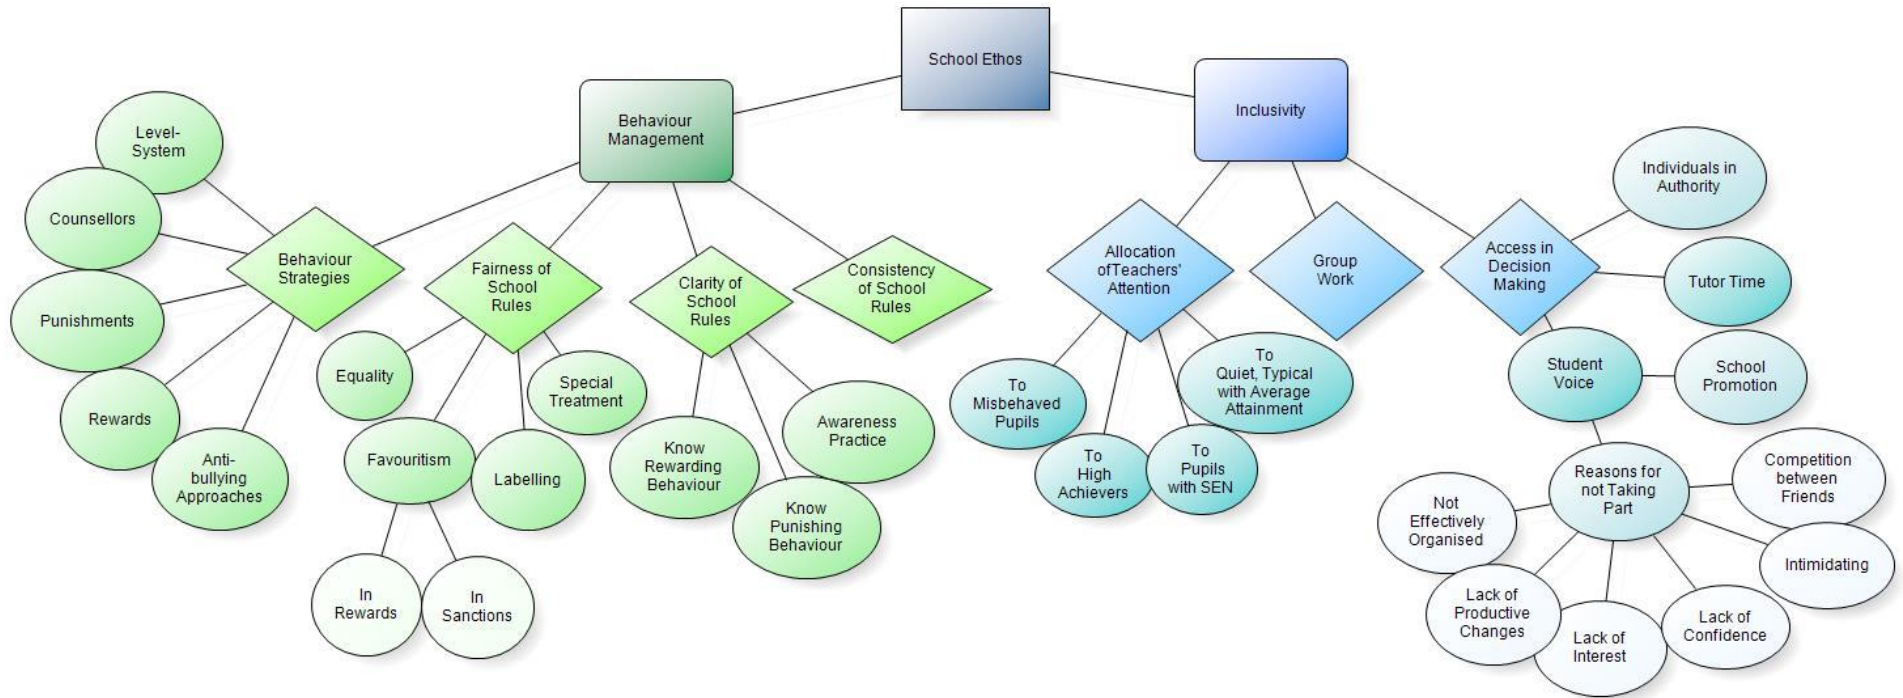 School Ethos
Behaviour
Management
Inclusivity
Level-
System
Counsellors
Punishments
Rewards
Anti-
bullying
Approaches
Behaviour
Strategies
Fairness of
School
Rules
Equality
Favouritism
Labelling
Special
Treatment
In
Rewards
In
Sanctions
Clarity of
School
Rules
Know
Rewarding
Behaviour
Know
Punishing
Behaviour
Awareness
Practice
Consistency
of School
Rules
Allocation
ofTeachers'
Attention
To
Misbehaved
Pupils
To
High
Achievers
To
Pupils
with SEN
To
Quiet, Typical
with Average
Attainment
Group
Work
Access in
Decision
Making
Individuals in
Authority
Tutor Time
Student
Voice
School
Promotion
Reasons for
not Taking
Part
Not
Effectively
Organised
Lack of
Productive
Changes
Lack of
Interest
Lack of
Confidence
Intimidating
Competition
between
Friends